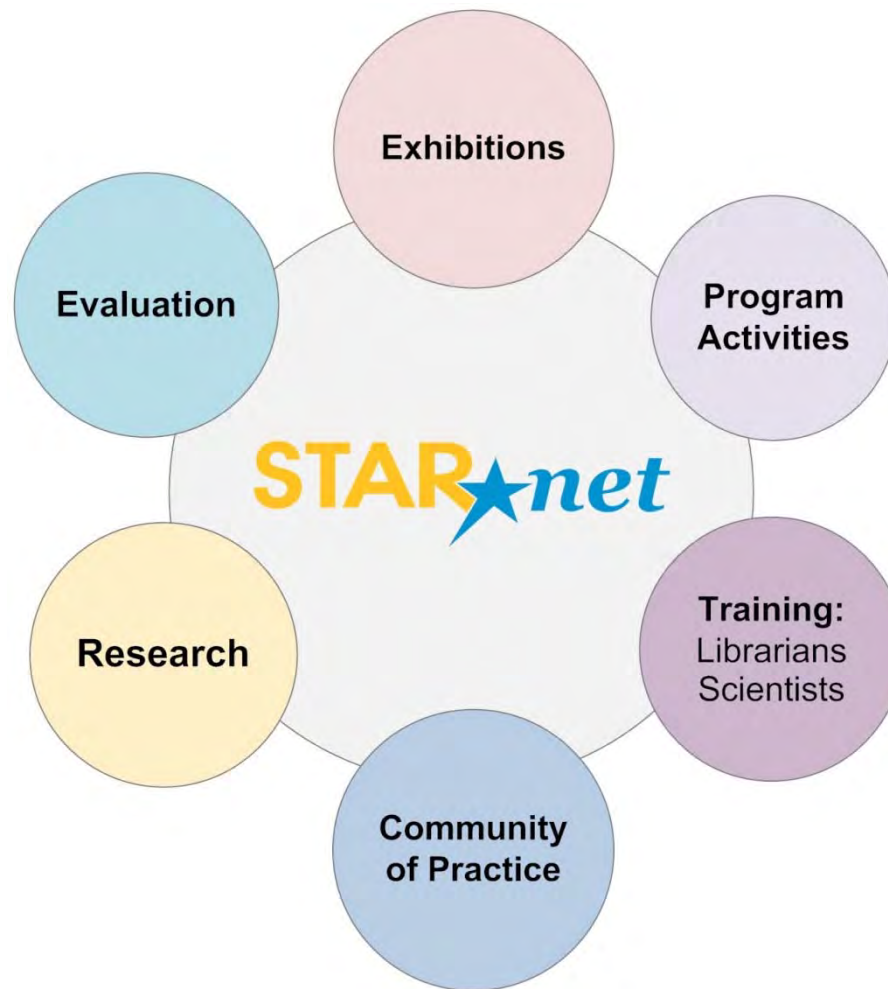 Exhibitions
Evaluation
Program
Activities
STAR net
Research
Training:
Librarians
Scientists
Community
of Practice